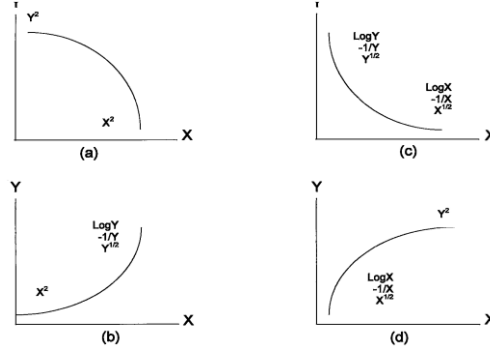 Y
Y²
X²
X
(a)
Y
LogY
-1/Y
Y^1/2
LogX
-1/X
X^1/2
X
(c)
Y
LogY
-1/Y
Y^1/2
X²
X
(b)
Y
Y²
LogX
-1/X
X^1/2
X
(d)